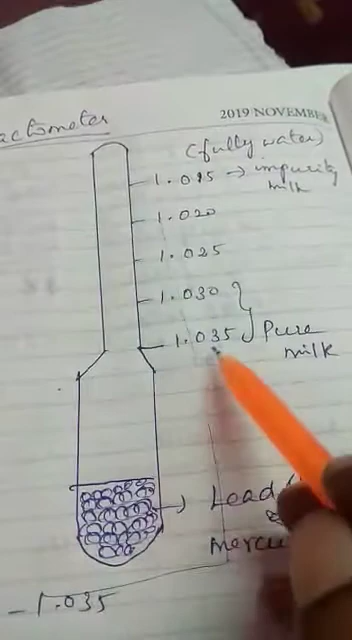 actometer
2019 NOVEMBER
(fully water)
1.015 → impurity
milk
1.020
1.025
1.030
1.035 Pure
milk
Lead
mercu
- 1.035